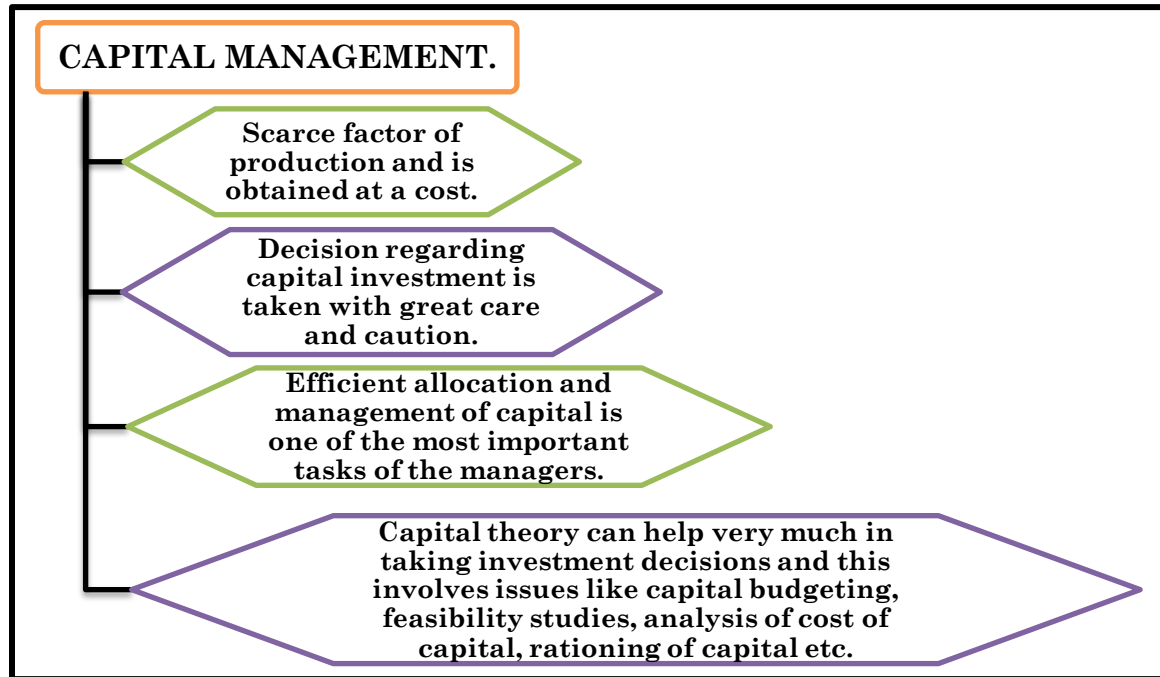 CAPITAL MANAGEMENT.
Scarce factor of
production and is
obtained at a cost.
Decision regarding
capital investment is
taken with great care
and caution.
Efficient allocation and
management of capital is
one of the most important
tasks of the managers.
Capital theory can help very much in
taking investment decisions and this
involves issues like capital budgeting,
feasibility studies, analysis of cost of
capital, rationing of capital etc.